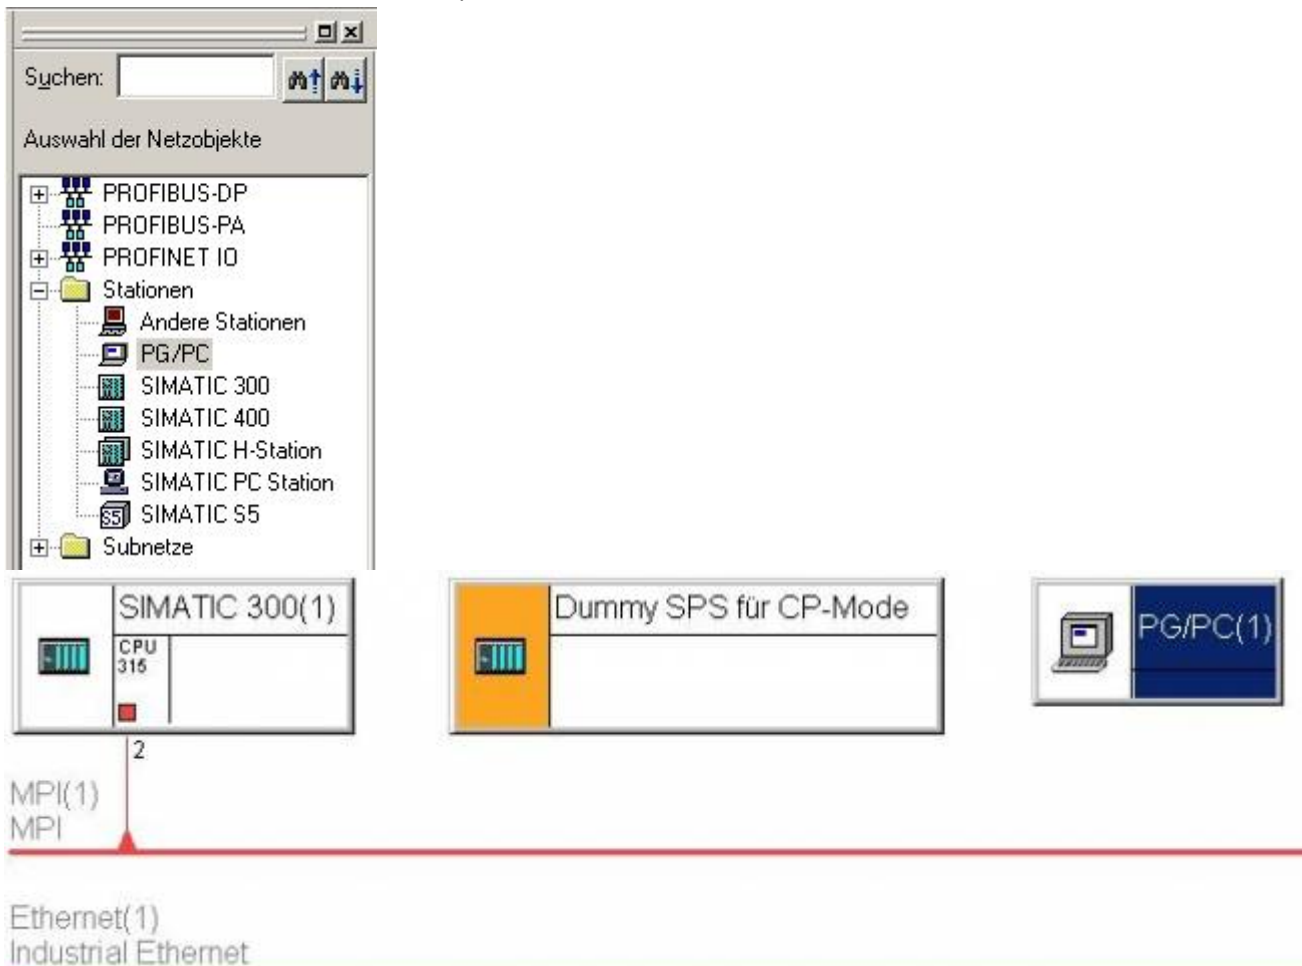 Suchen:
Auswahl der Netzobjekte
PROFIBUS-DP
PROFIBUS-PA
PROFINET IO
Stationen
Andere Stationen
PG/PC
SIMATIC 300
SIMATIC 400
SIMATIC H-Station
SIMATIC PC Station
S5 SIMATIC S5
Subnetze
SIMATIC 300(1)
CPU
315
Dummy SPS für CP-Mode
PG/PC(1)
2
MPI(1)
MPI
Ethernet(1)
Industrial Ethernet